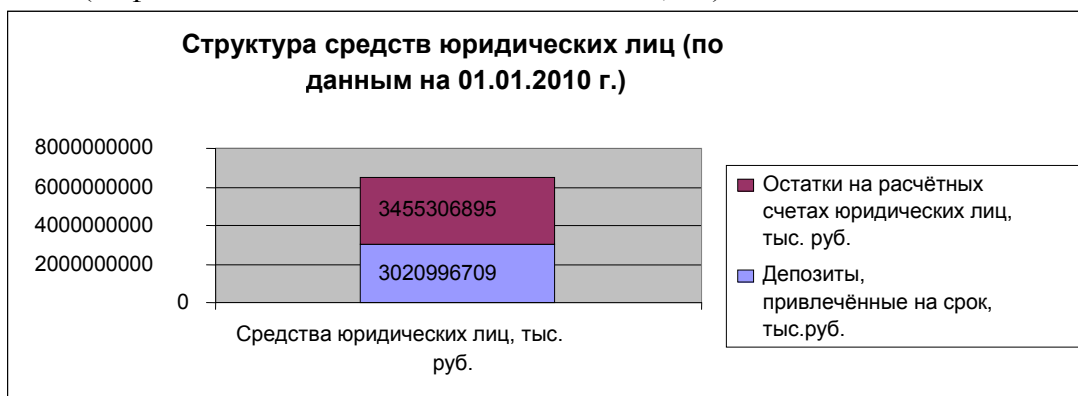 Структура средств юридических лиц (по
данным на 01.01.2010 г.)
8000000000
6000000000
4000000000
2000000000
0
3455306895
3020996709
Средства юридических лиц, тыс.
руб.
Остатки на расчётных
счетах юридических лиц,
тыс. руб.
Депозиты,
привлечённые на срок,
тыс.руб.